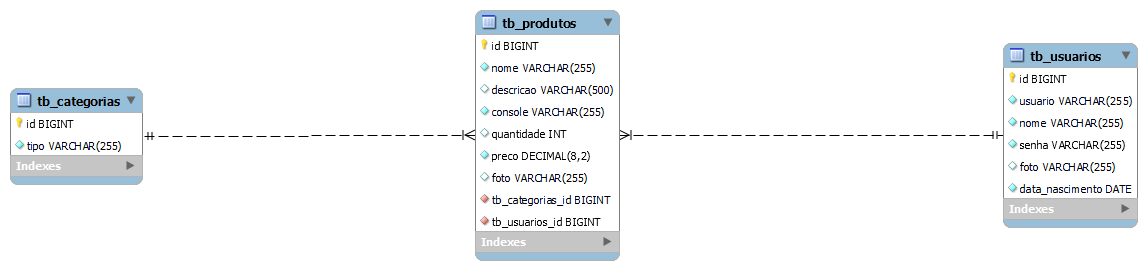 tb_categorias
id BIGINT
tipo VARCHAR(255)
Indexes
tb_produtos
id BIGINT
nome VARCHAR(255)
descricao VARCHAR(500)
console VARCHAR(255)
quantidade INT
preco DECIMAL(8,2)
foto VARCHAR(255)
tb_categorias_id BIGINT
tb_usuarios_id BIGINT
Indexes
tb_usuarios
id BIGINT
usuario VARCHAR(255)
nome VARCHAR(255)
senha VARCHAR(255)
foto VARCHAR(255)
data_nascimento DATE
Indexes